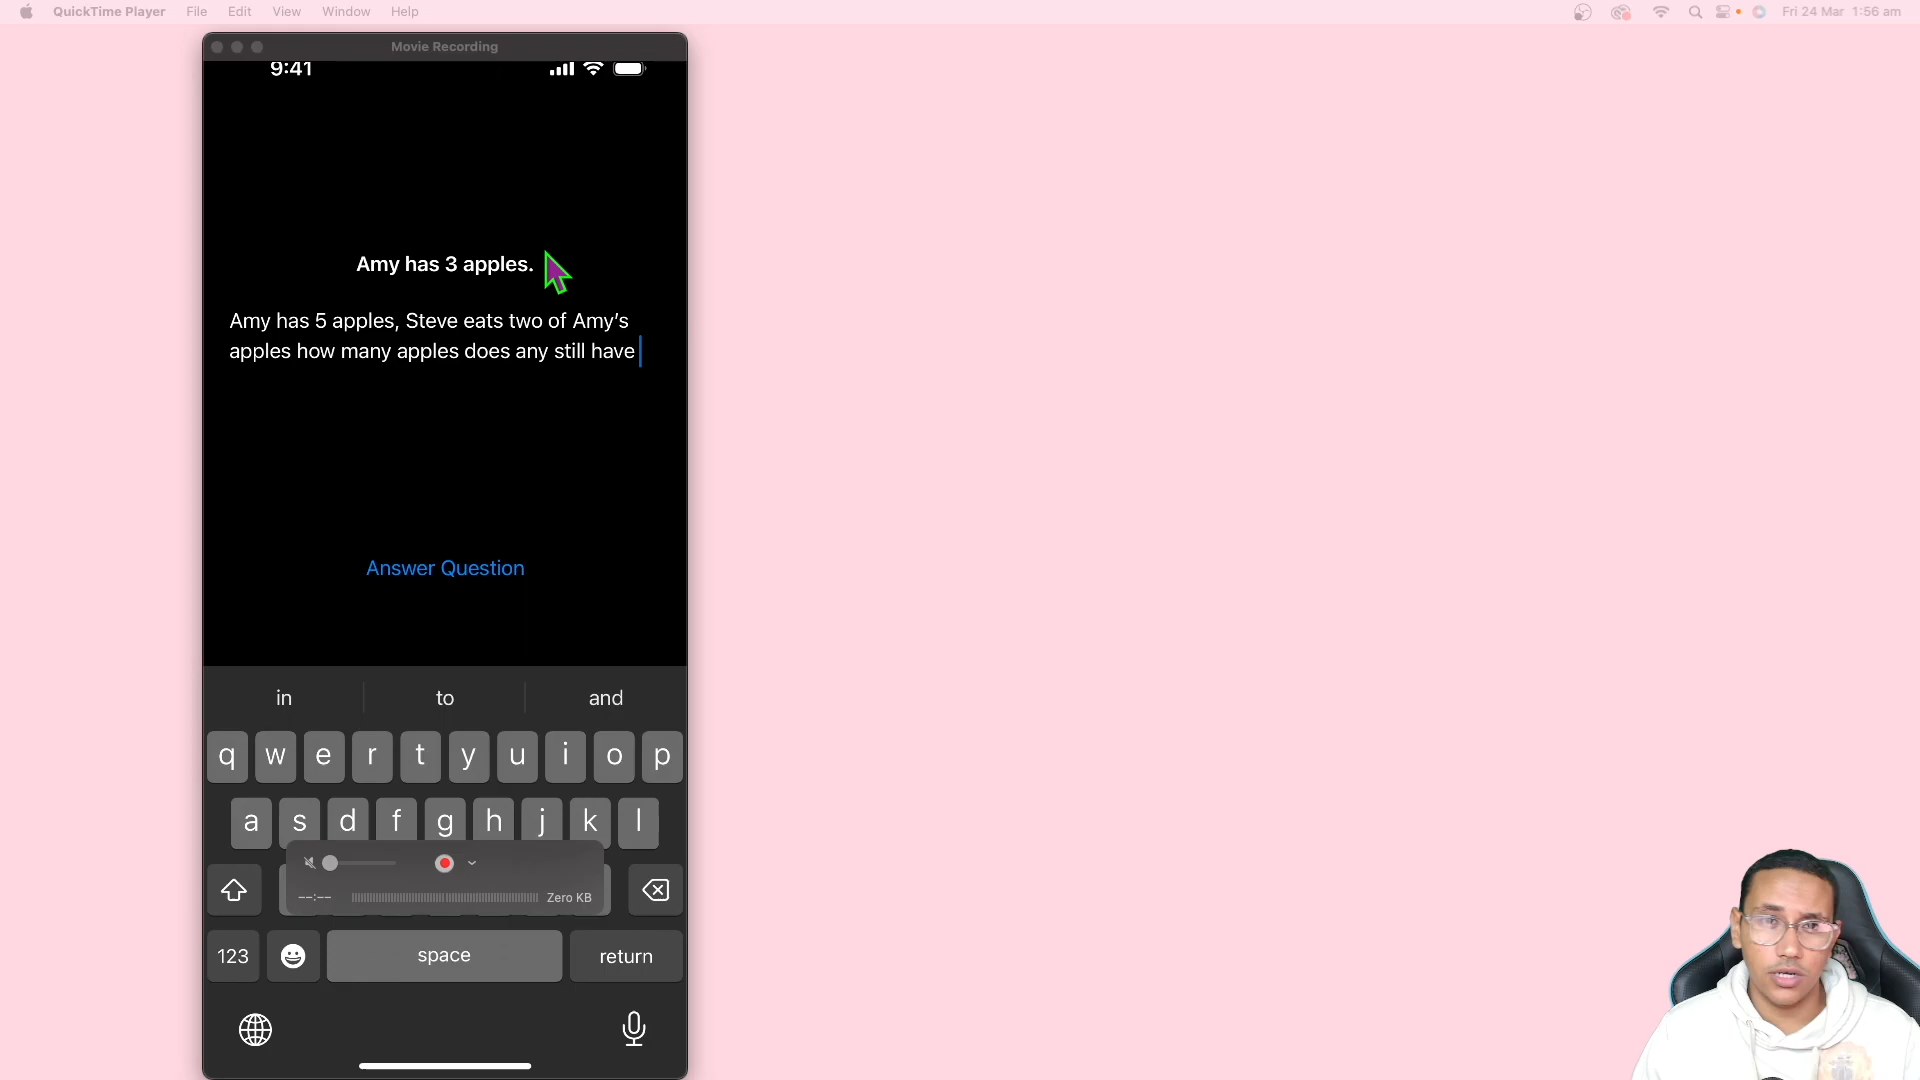 QuickTime Player File Edit View Window Help Fri 24 Mar 1:56 am
Movie Recording
9:41
Amy has 3 apples.
Amy has 5 apples, Steve eats two of Amy’s
apples how many apples does any still have
Answer Question
in to and
q w e r t y u i o p
a s d f g h j k l
--:-- Zero KB
123 space return